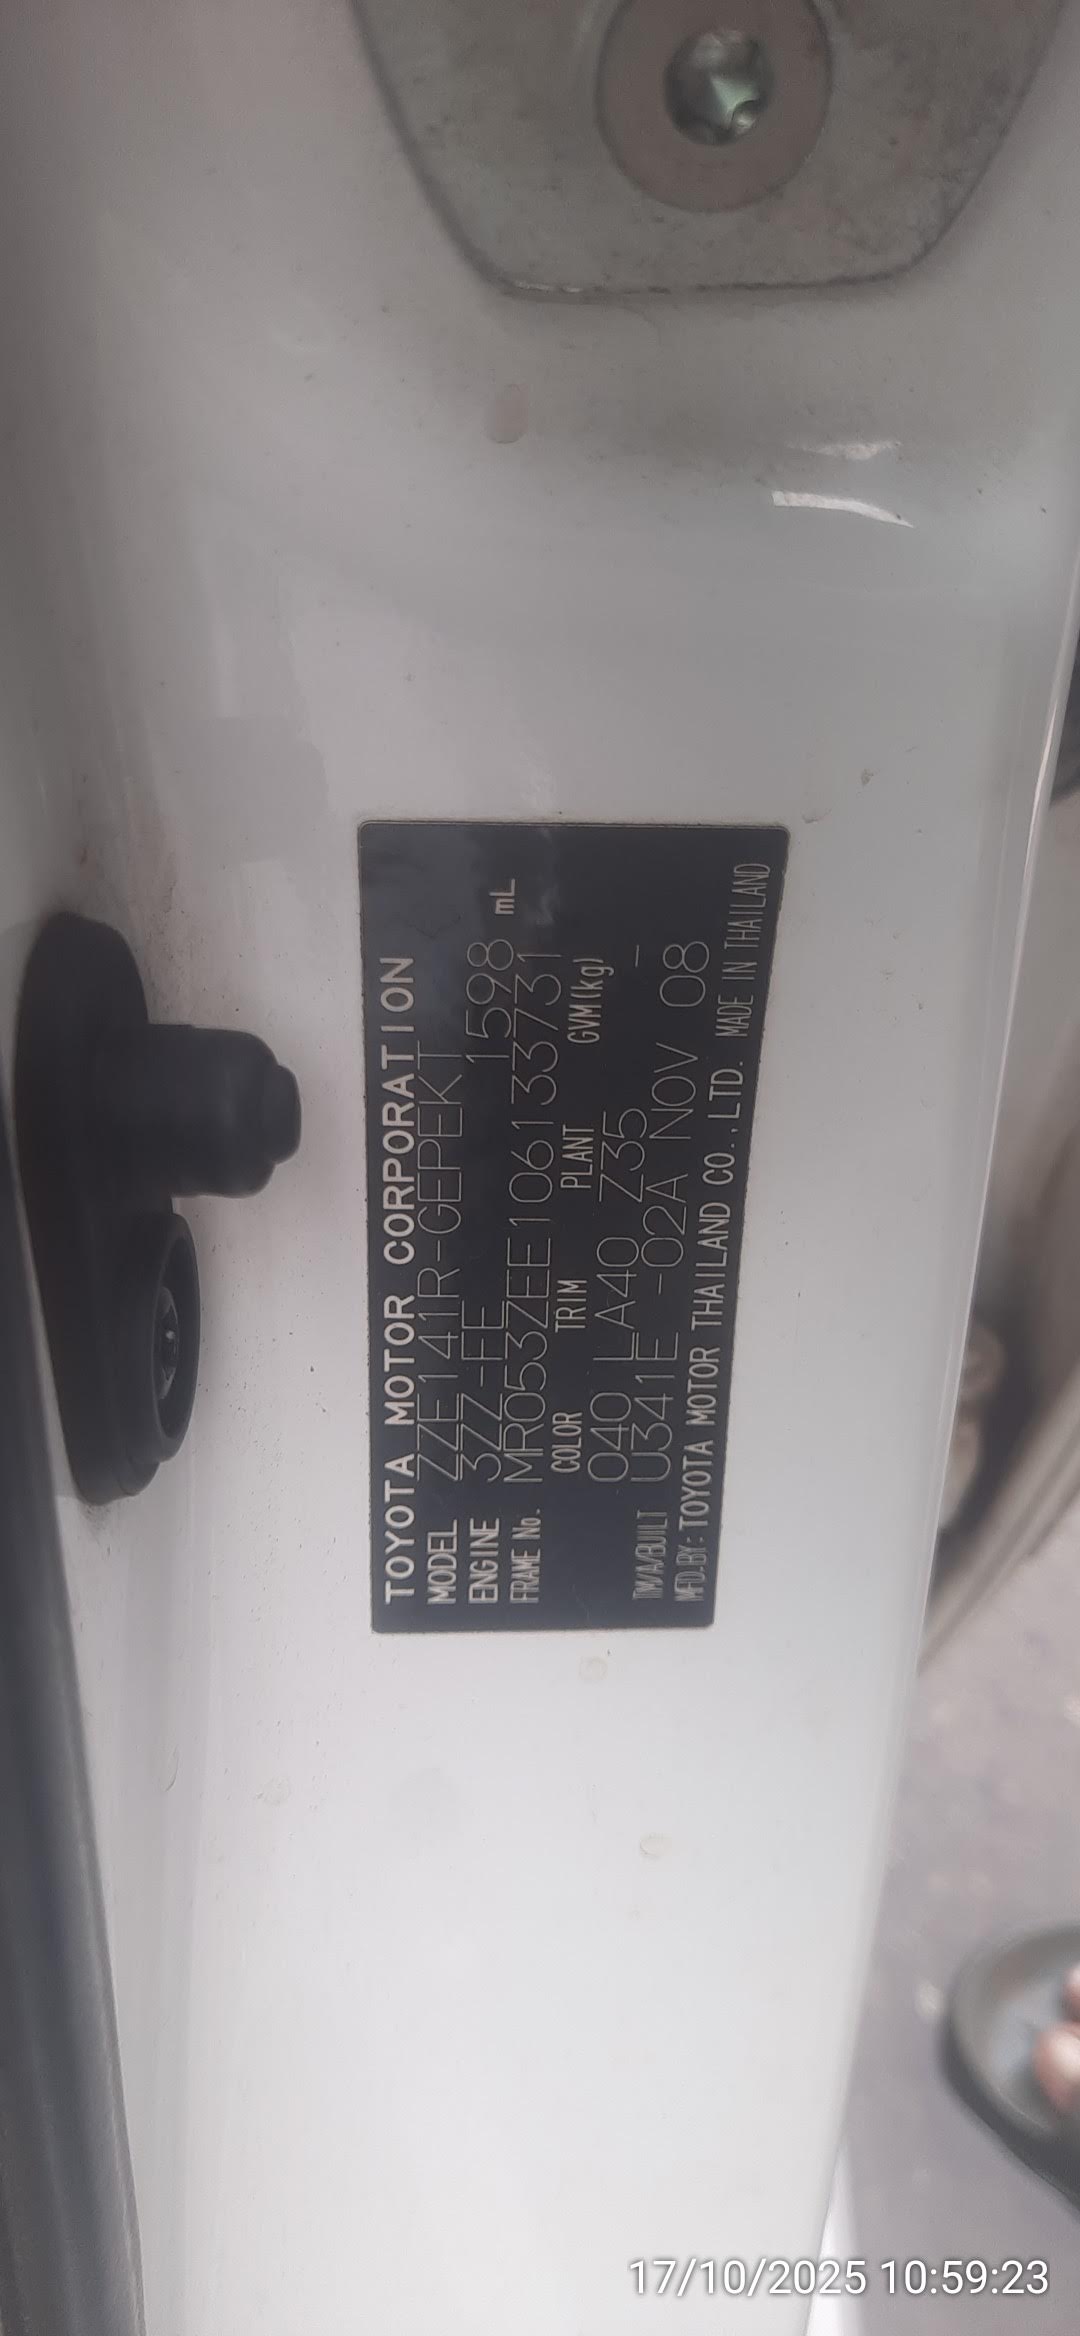 TOYOTA MOTOR CORPORATION
MODEL ZZE141R-GEPEKT
ENGINE 3ZZ-FE 1598 mL
FRAME No. MR053ZEE106133731
COLOR TRIM PLANT GVM(kg)
040 LA40 Z35 -
TM/A/BUILT U341E -02A NOV 08
MFD.BY:TOYOTA MOTOR THAILAND CO.,LTD. MADE IN THAILAND
17/10/2025 10:59:23